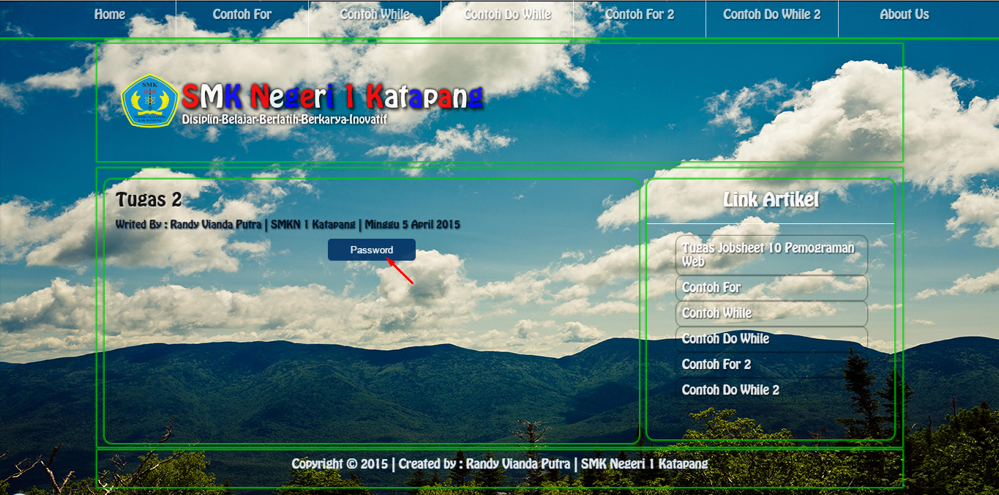 Home Contoh For Contoh While Contoh Do While Contoh For 2 Contoh Do While 2 About Us
SMK
SMK Negeri 1 Katapang
Disiplin-Belajar-Berlatih-Berkarya-Inovatif
Tugas 2
Writed By : Randy Vianda Putra | SMKN 1 Katapang | Minggu 5 April 2015
Password
Link Artikel
Tugas Jobsheet 10 Pemograman
Web
Contoh For
Contoh While
Contoh Do While
Contoh For 2
Contoh Do While 2
Copyright © 2015 | Created by : Randy Vianda Putra | SMK Negeri 1 Katapang